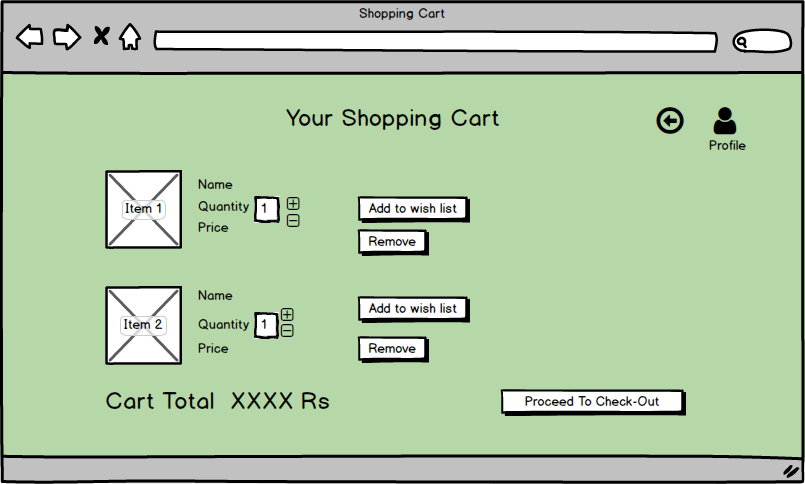 Shopping Cart
Your Shopping Cart
Profile
Item 1
Name
Quantity 1
Price
Add to wish list
Remove
Item 2
Name
Quantity 1
Price
Add to wish list
Remove
Cart Total XXXX Rs
Proceed To Check-Out